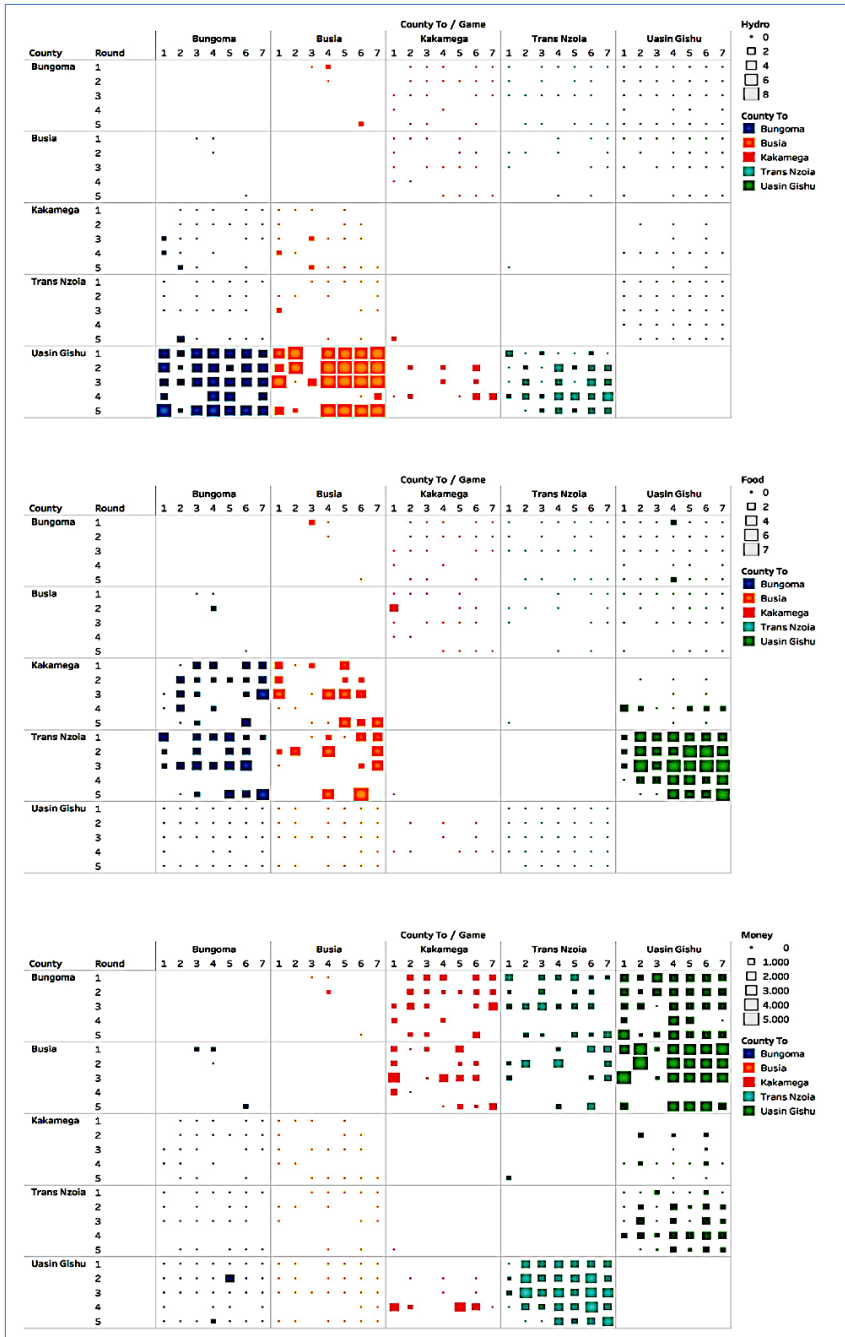 County To / Game
Bungoma Busia Kakamega Trans Nzoia Uasin Gishu
County Round 1 2 3 4 5 6 7 1 2 3 4 5 6 7 1 2 3 4 5 6 7 1 2 3 4 5 6 7 1 2 3 4 5 6 7
Bungoma 1
2
3
4
5
Busia 1
2
3
4
5
Kakamega 1
2
3
4
5
Trans Nzoia 1
2
3
4
5
Uasin Gishu 1
2
3
4
5
Hydro
0
2
4
6
8
County To
Bungoma
Busia
Kakamega
Trans Nzoia
Uasin Gishu
County To / Game
Bungoma Busia Kakamega Trans Nzoia Uasin Gishu
County Round 1 2 3 4 5 6 7 1 2 3 4 5 6 7 1 2 3 4 5 6 7 1 2 3 4 5 6 7 1 2 3 4 5 6 7
Bungoma 1
2
3
4
5
Busia 1
2
3
4
5
Kakamega 1
2
3
4
5
Trans Nzoia 1
2
3
4
5
Uasin Gishu 1
2
3
4
5
Food
0
2
4
6
7
County To
Bungoma
Busia
Kakamega
Trans Nzoia
Uasin Gishu
County To / Game
Bungoma Busia Kakamega Trans Nzoia Uasin Gishu
County Round 1 2 3 4 5 6 7 1 2 3 4 5 6 7 1 2 3 4 5 6 7 1 2 3 4 5 6 7 1 2 3 4 5 6 7
Bungoma 1
2
3
4
5
Busia 1
2
3
4
5
Kakamega 1
2
3
4
5
Trans Nzoia 1
2
3
4
5
Uasin Gishu 1
2
3
4
5
Money
0
1.000
2.000
3.000
4.000
5.000
County To
Bungoma
Busia
Kakamega
Trans Nzoia
Uasin Gishu